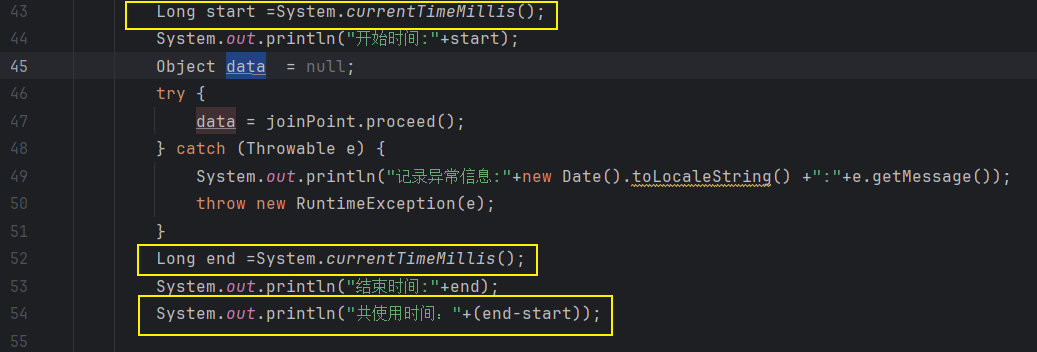 43 Long start =System.currentTimeMillis();
44 System.out.println("开始时间:"+start);
45 Object data  = null;
46 try {
47 data = joinPoint.proceed();
48 } catch (Throwable e) {
49 System.out.println("记录异常信息:"+new Date().toLocaleString() +":"+e.getMessage());
50 throw new RuntimeException(e);
51 }
52 Long end =System.currentTimeMillis();
53 System.out.println("结束时间:"+end);
54 System.out.println("共使用时间："+(end-start));
55